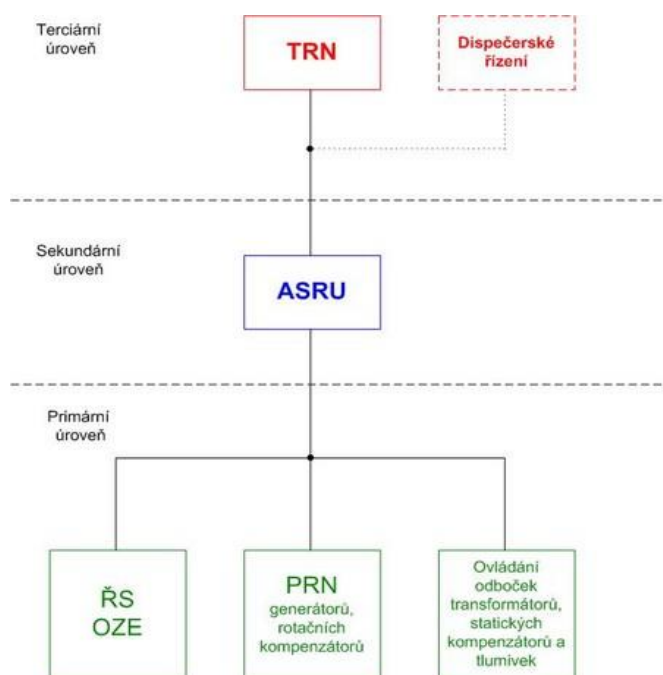 Terciární
úroveň
TRN
Dispečerské
řízení
Sekundární
úroveň
ASRU
Primární
úroveň
ŘS
OZE
PRN
generátorů,
rotačních
kompenzátorů
Ovládání
odboček
transformátorů,
statických
kompenzátorů a
tlumivek